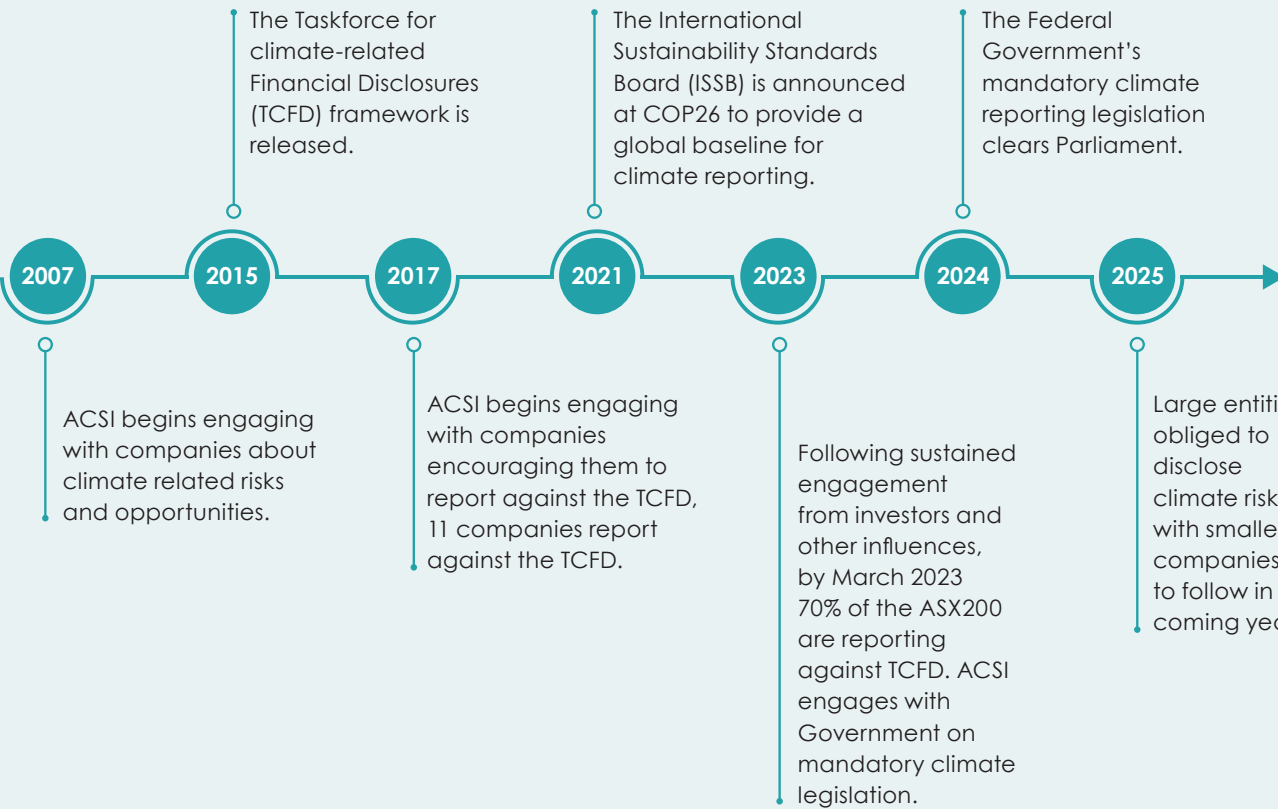 The Taskforce for
climate-related
Financial Disclosures
(TCFD) framework is
released.
The International
Sustainability Standards
Board (ISSB) is announced
at COP26 to provide a
global baseline for
climate reporting.
The Federal
Government’s
mandatory climate
reporting legislation
clears Parliament.
2007
2015
2017
2021
2023
2024
2025
ACSI begins engaging
with companies about
climate related risks
and opportunities.
ACSI begins engaging
with companies
encouraging them to
report against the TCFD,
11 companies report
against the TCFD.
Following sustained
engagement
from investors and
other influences,
by March 2023
70% of the ASX200
are reporting
against TCFD. ACSI
engages with
Government on
mandatory climate
legislation.
Large
obliged to
disclose
climate
with
companies
to follow in
coming